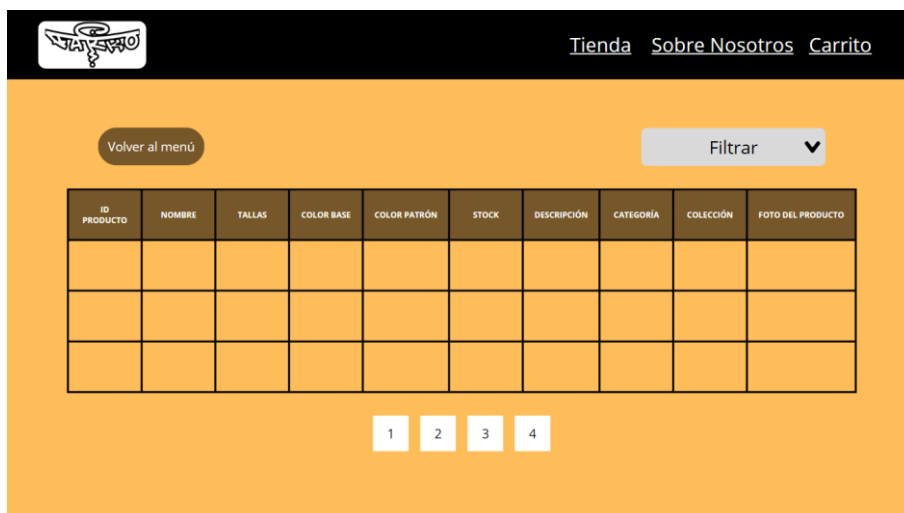 Tienda Sobre Nosotros Carrito
Volver al menú
Filtrar
ID
PRODUCTO NOMBRE TALLAS COLOR BASE COLOR PATRÓN STOCK DESCRIPCIÓN CATEGORÍA COLECCIÓN FOTO DEL PRODUCTO
1 2 3 4